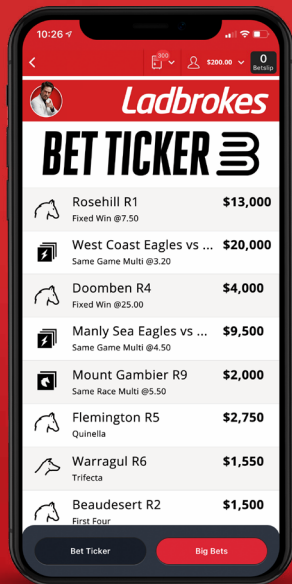 10:26
300
$200.00
0
Betslip
Ladbrokes
BET TICKER
Rosehill R1 $13,000
Fixed Win @7.50
West Coast Eagles vs ... $20,000
Same Game Multi @3.20
Doomben R4 $4,000
Fixed Win @25.00
Manly Sea Eagles vs ... $9,500
Same Game Multi @4.50
Mount Gambier R9 $2,000
Same Race Multi @5.50
Flemington R5 $2,750
Quinella
Warragul R6 $1,550
Trifecta
Beaudesert R2 $1,500
First Four
Bet Ticker Big Bets